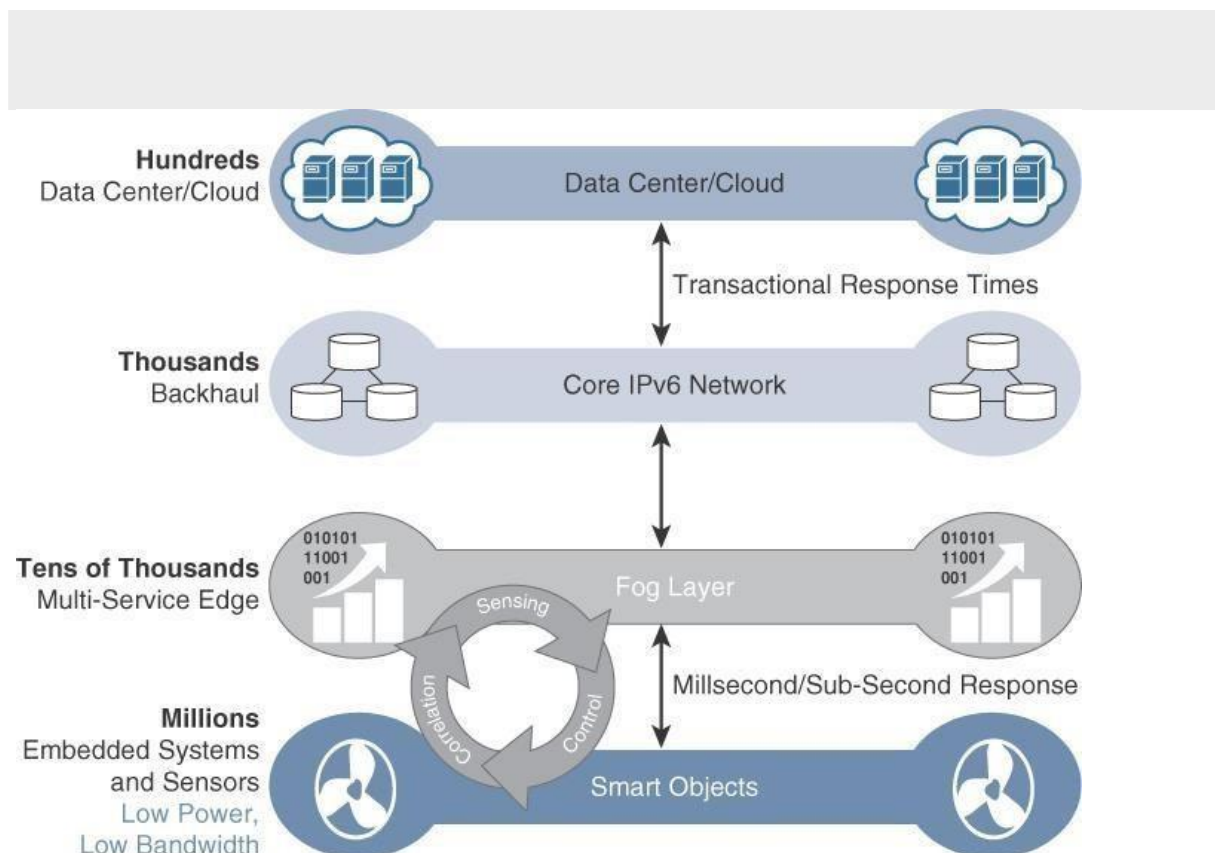 Hundreds
Data Center/Cloud
Data Center/Cloud
Transactional Response Times
Thousands
Backhaul
Core IPv6 Network
010101
11001
001
Tens of Thousands
Multi-Service Edge
Fog Layer
010101
11001
001
Sensing
Control
Correlation
Millsecond/Sub-Second Response
Millions
Embedded Systems
and Sensors
Low Power,
Low Bandwidth
Smart Objects